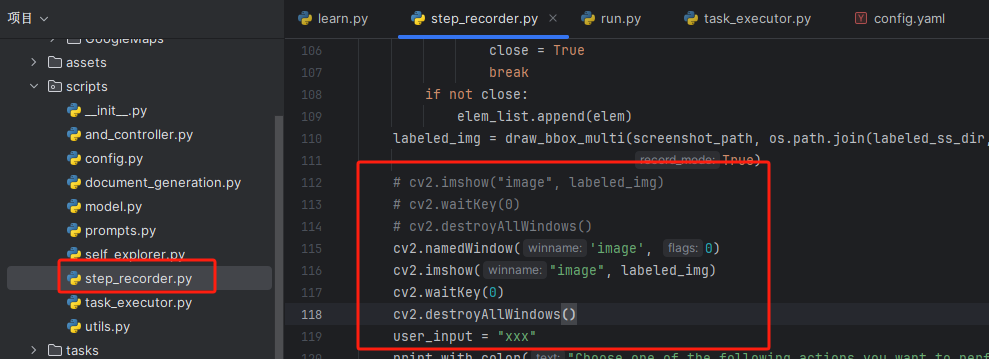 项目
learn.py
step_recorder.py
run.py
task_executor.py
config.yaml
GoogleMaps
assets
scripts
__init__.py
and_controller.py
config.py
document_generation.py
model.py
prompts.py
self_explorer.py
step_recorder.py
task_executor.py
utils.py
tasks
106 close = True
107 break
108 if not close:
109 elem_list.append(elem)
110 labeled_img = draw_bbox_multi(screenshot_path, os.path.join(labeled_ss_dir,
111 record_mode: True)
112 # cv2.imshow("image", labeled_img)
113 # cv2.waitKey(0)
114 # cv2.destroyAllWindows()
115 cv2.namedWindow( winname: 'image', flags: 0)
116 cv2.imshow( winname: "image", labeled_img)
117 cv2.waitKey(0)
118 cv2.destroyAllWindows()
119 user_input = "xxx"
120 print_with_color( text: "Choose one of the following actions you want to perf